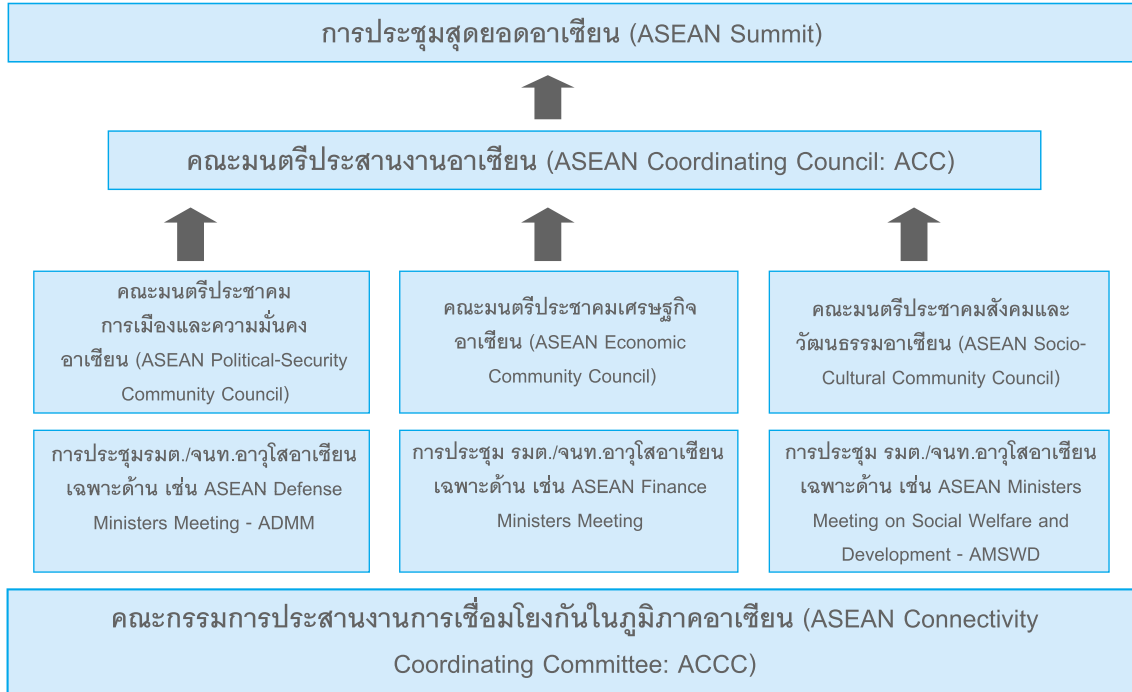 การประชุมสุดยอดอาเซียน (ASEAN Summit)
คณะมนตรีประสานงานอาเซียน (ASEAN Coordinating Council: ACC)
คณะมนตรีประชาคม
การเมืองและความมั่นคง
อาเซียน (ASEAN Political-Security
Community Council)
คณะมนตรีประชาคมเศรษฐกิจ
อาเซียน (ASEAN Economic
Community Council)
คณะมนตรีประชาคมสังคมและ
วัฒนธรรมอาเซียน (ASEAN Socio-
Cultural Community Council)
การประชุมรมต./จนท.อาวุโสอาเซียน
เฉพาะด้าน เช่น ASEAN Defense
Ministers Meeting - ADMM
การประชุม รมต./จนท.อาวุโสอาเซียน
เฉพาะด้าน เช่น ASEAN Finance
Ministers Meeting
การประชุม รมต./จนท.อาวุโสอาเซียน
เฉพาะด้าน เช่น ASEAN Ministers
Meeting on Social Welfare and
Development - AMSWD
คณะกรรมการประสานงานการเชื่อมโยงกันในภูมิภาคอาเซียน (ASEAN Connectivity
Coordinating Committee: ACCC)